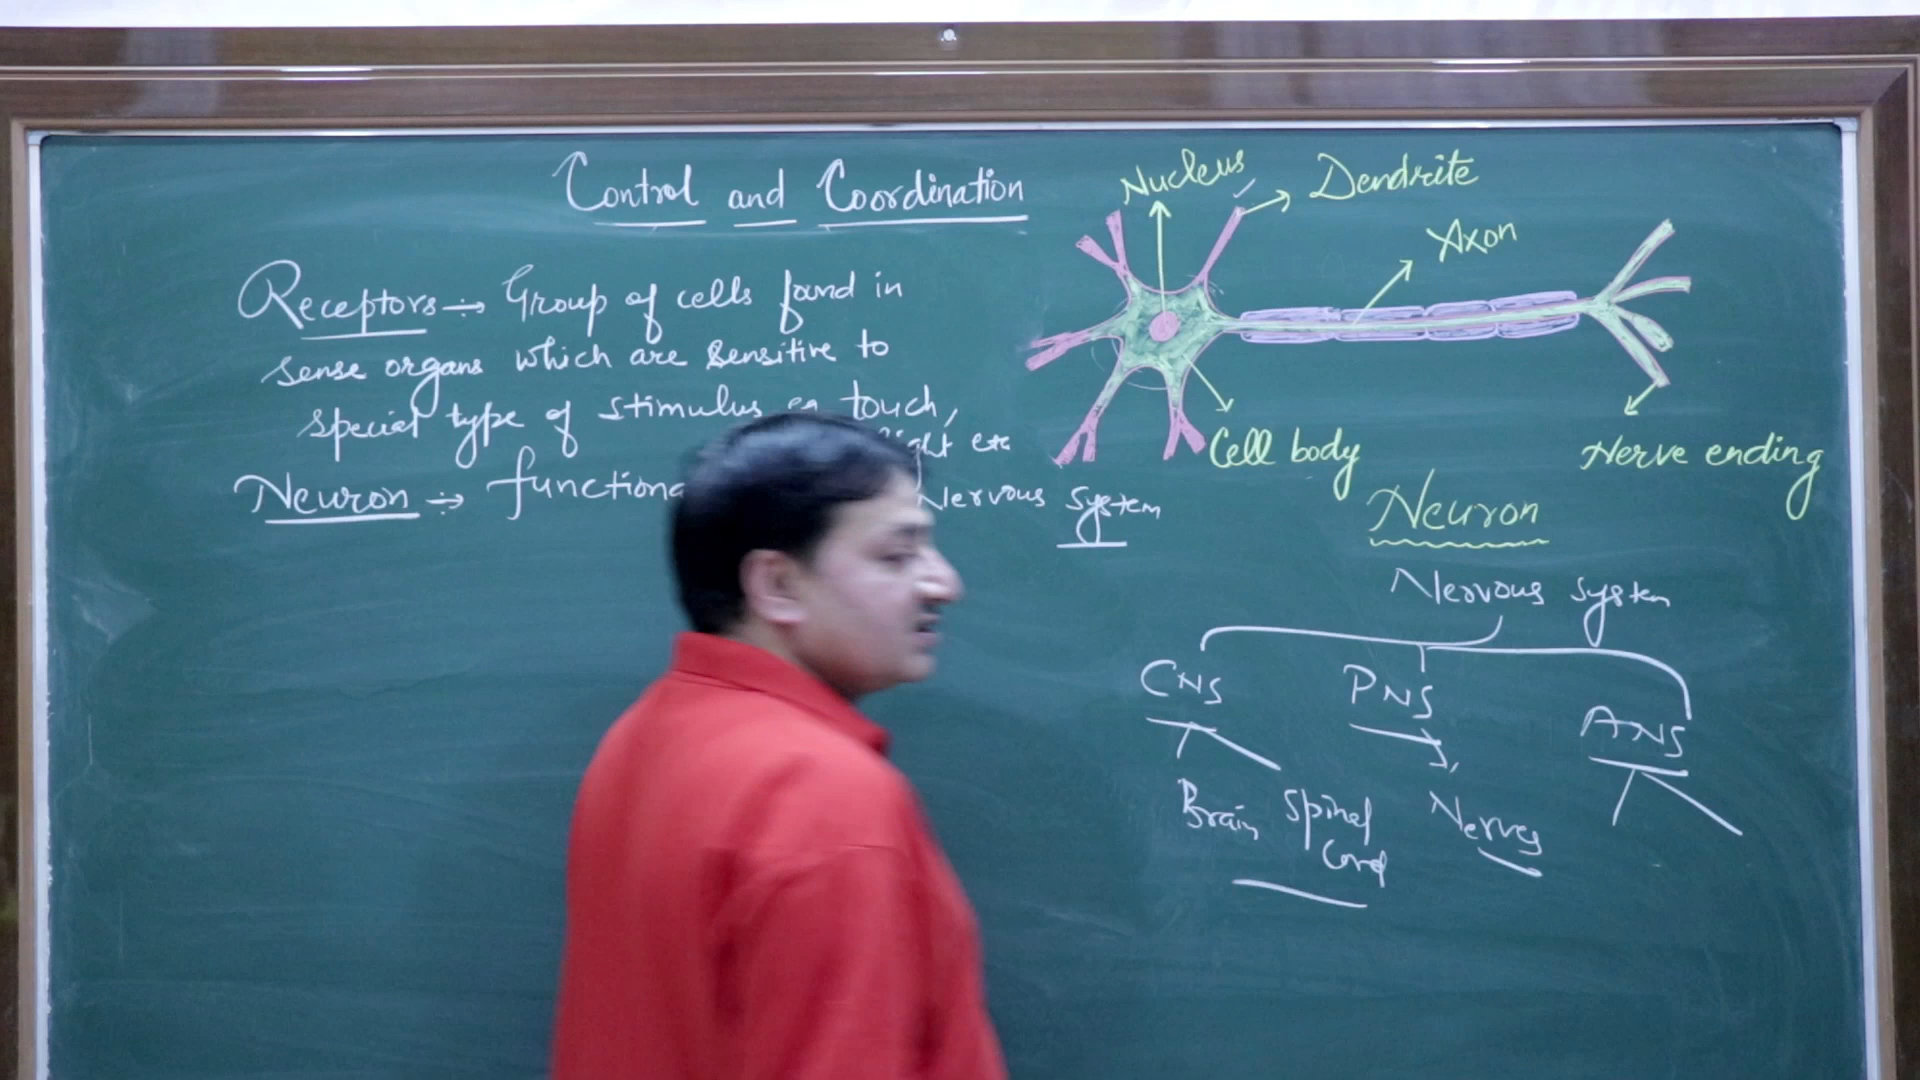 Control and Coordination
Receptors :- Group of cells found in
sense organs which are sensitive to
special type of stimulus eg touch,
etc
Neuron :- functiona Nervous system
Nucleus
Dendrite
Axon
Cell body
Nerve ending
Neuron
Nervous system
CNS PNS ANS
Brain Spinal Nerves
Cord